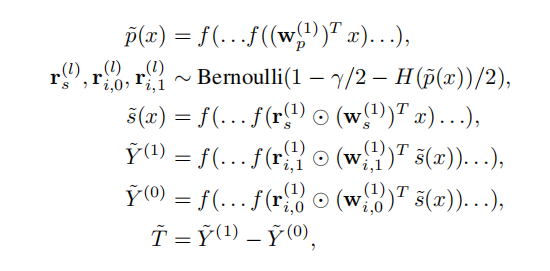 p̃(x) = f(…f((w_p^{(1)})^T x)…),
r_s^{(l)}, r_{i,0}^{(l)}, r_{i,1}^{(l)} ∼ Bernoulli(1 − γ/2 − H(p̃(x))/2),
s̃(x) = f(…f(r_s^{(1)} ⊙ (w_s^{(1)})^T x)…),
Ỹ^{(1)} = f(…f(r_{i,1}^{(1)} ⊙ (w_{i,1}^{(1)})^T s̃(x))…),
Ỹ^{(0)} = f(…f(r_{i,0}^{(1)} ⊙ (w_{i,0}^{(1)})^T s̃(x))…),
T̃ = Ỹ^{(1)} − Ỹ^{(0)},